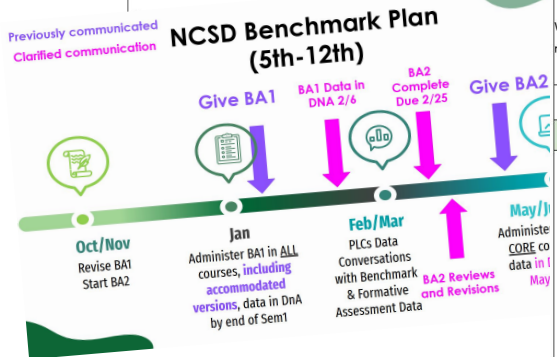 Previously communicated
Clarified communication
NCSD Benchmark Plan
(5th-12th)
Give BA1
BA1 Data in
DNA 2/6
BA2
Complete
Due 2/25
Give BA2
Oct/Nov
Revise BA1
Start BA2
Jan
Administer BA1 in ALL
courses, including
accommodated
versions, data in DnA
by end of Sem1
Feb/Mar
PLCs Data
Conversations
with Benchmark
& Formative
Assessment Data
BA2 Reviews
and Revisions
May/
CORE
data in
May